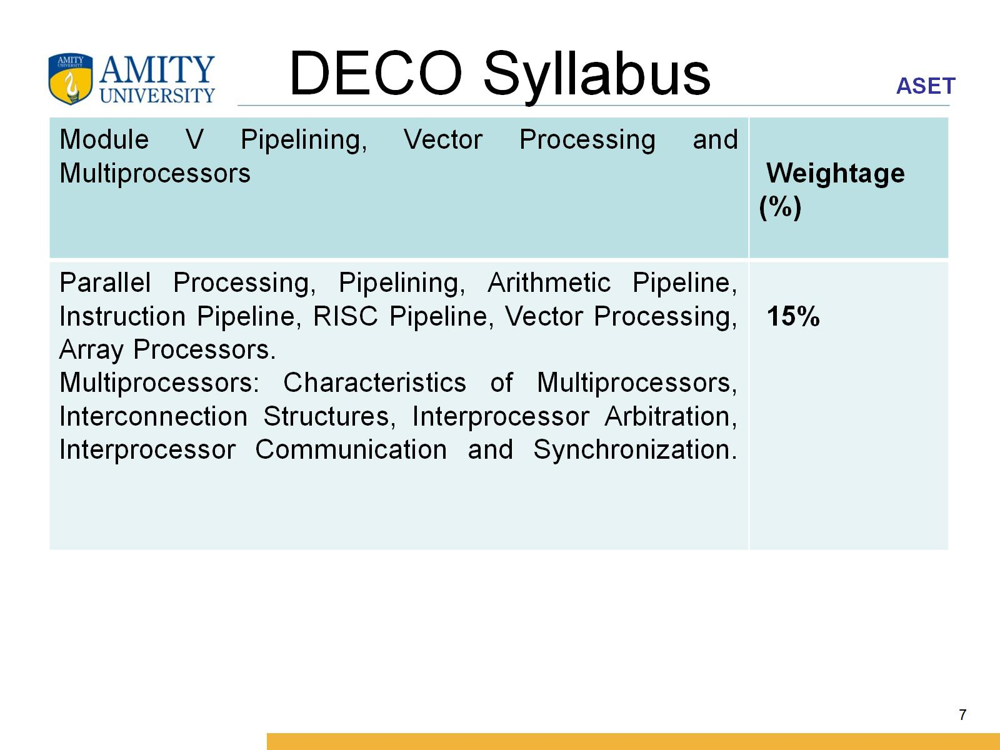 AMITY
UNIVERSITY
AMITY
UNIVERSITY
DECO Syllabus
ASET
Module V Pipelining, Vector Processing and
Multiprocessors
Weightage
(%)
Parallel Processing, Pipelining, Arithmetic Pipeline,
Instruction Pipeline, RISC Pipeline, Vector Processing,
Array Processors.
Multiprocessors: Characteristics of Multiprocessors,
Interconnection Structures, Interprocessor Arbitration,
Interprocessor Communication and Synchronization.
15%
7